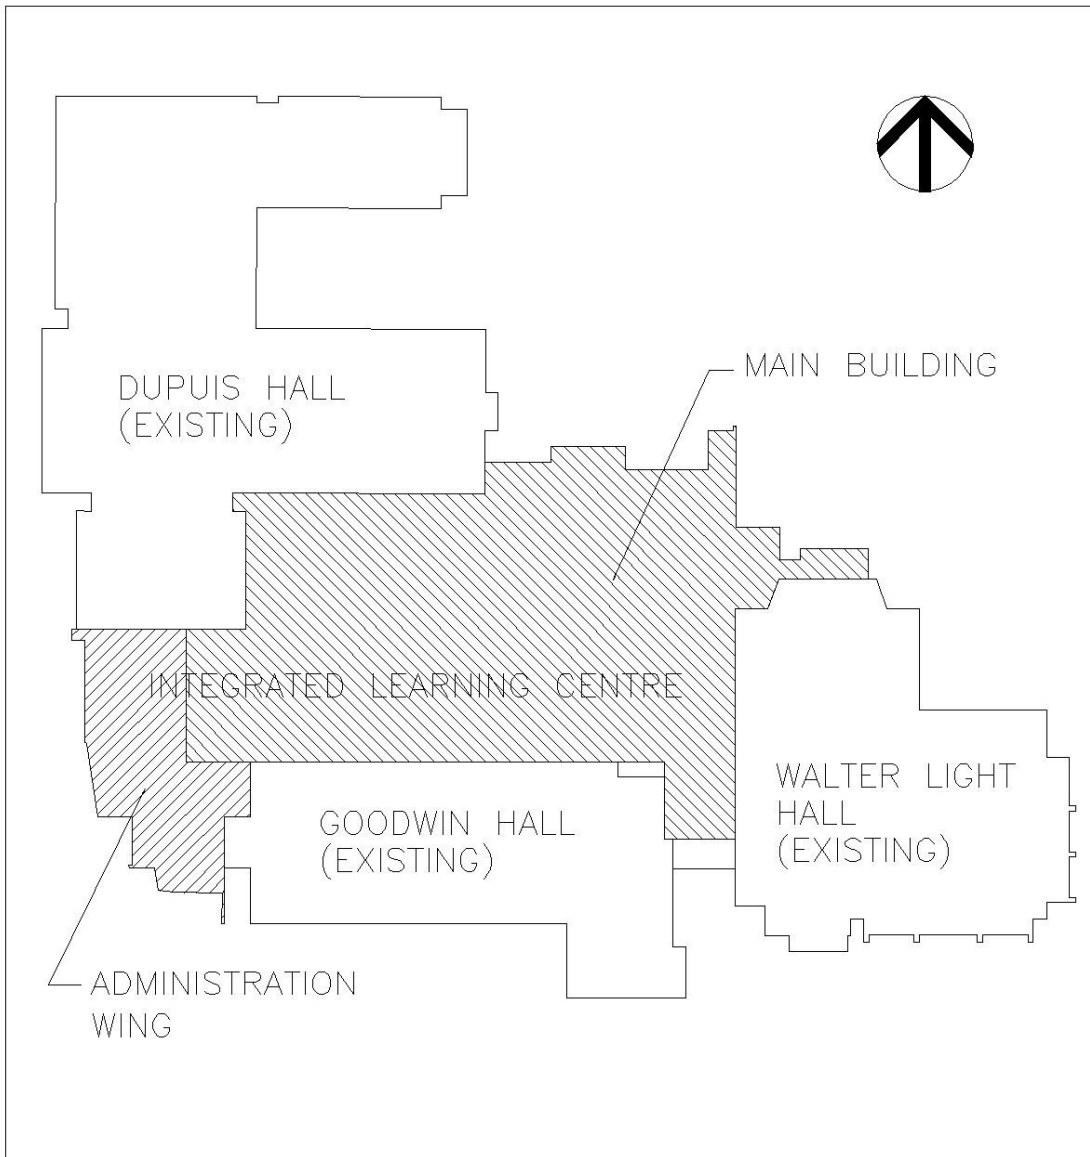 MAIN BUILDING
DUPUIS HALL
(EXISTING)
INTEGRATED LEARNING CENTRE
WALTER LIGHT
HALL
(EXISTING)
GOODWIN HALL
(EXISTING)
ADMINISTRATION
WING